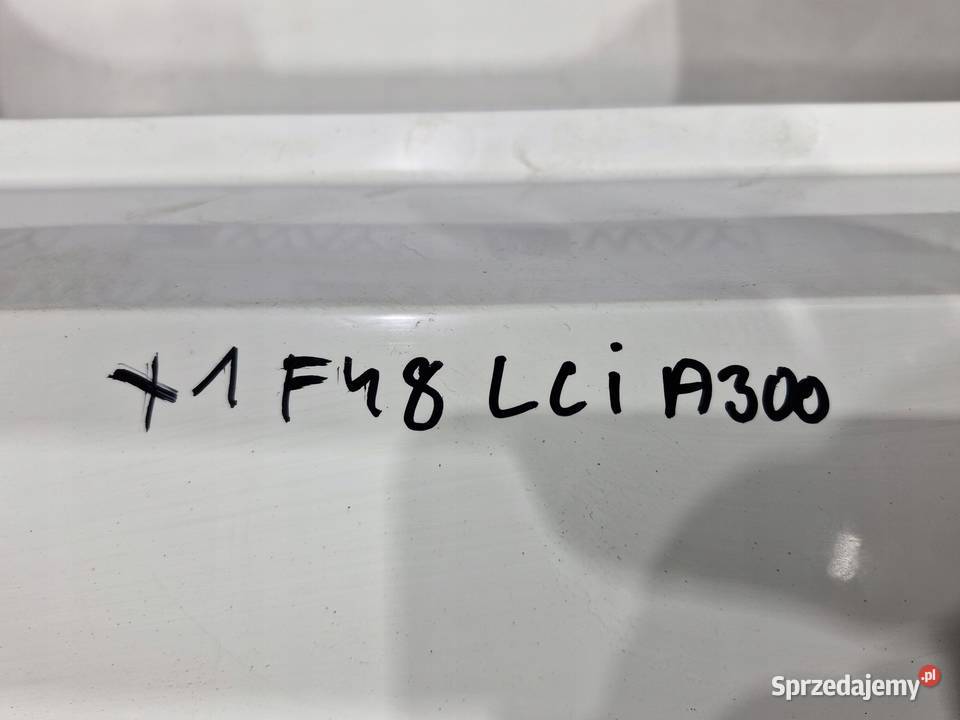 X1 F48 LCi A300
Sprzedajemy.pl